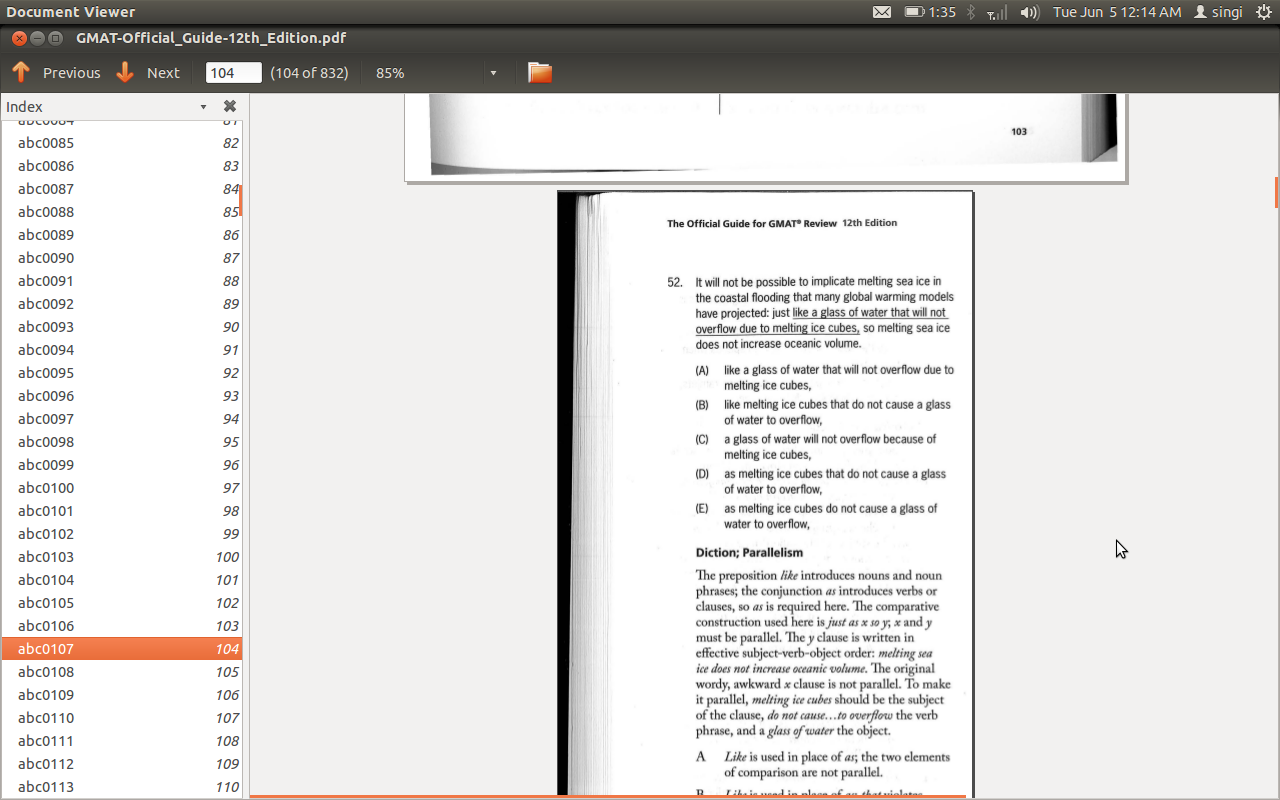 Document Viewer
1:35
Tue Jun 5 12:14 AM
singi
GMAT-Official_Guide-12th_Edition.pdf
Previous
Next
104
(104 of 832)
85%
Index
abc0084 81
abc0085 82
abc0086 83
abc0087 84
abc0088 85
abc0089 86
abc0090 87
abc0091 88
abc0092 89
abc0093 90
abc0094 91
abc0095 92
abc0096 93
abc0097 94
abc0098 95
abc0099 96
abc0100 97
abc0101 98
abc0102 99
abc0103 100
abc0104 101
abc0105 102
abc0106 103
abc0107 104
abc0108 105
abc0109 106
abc0110 107
abc0111 108
abc0112 109
abc0113 110
103
The Official Guide for GMAT® Review 12th Edition
52. It will not be possible to implicate melting sea ice in
the coastal flooding that many global warming models
have projected: just like a glass of water that will not
overflow due to melting ice cubes, so melting sea ice
does not increase oceanic volume.
(A) like a glass of water that will not overflow due to
melting ice cubes,
(B) like melting ice cubes that do not cause a glass
of water to overflow,
(C) a glass of water will not overflow because of
melting ice cubes,
(D) as melting ice cubes that do not cause a glass
of water to overflow,
(E) as melting ice cubes do not cause a glass of
water to overflow,
Diction; Parallelism
The preposition like introduces nouns and noun
phrases; the conjunction as introduces verbs or
clauses, so as is required here. The comparative
construction used here is just as x so y; x and y
must be parallel. The y clause is written in
effective subject-verb-object order: melting sea
ice does not increase oceanic volume. The original
wordy, awkward x clause is not parallel. To make
it parallel, melting ice cubes should be the subject
of the clause, do not cause...to overflow the verb
phrase, and a glass of water the object.
A Like is used in place of as; the two elements
of comparison are not parallel.
B Like is used in place of as, that violates